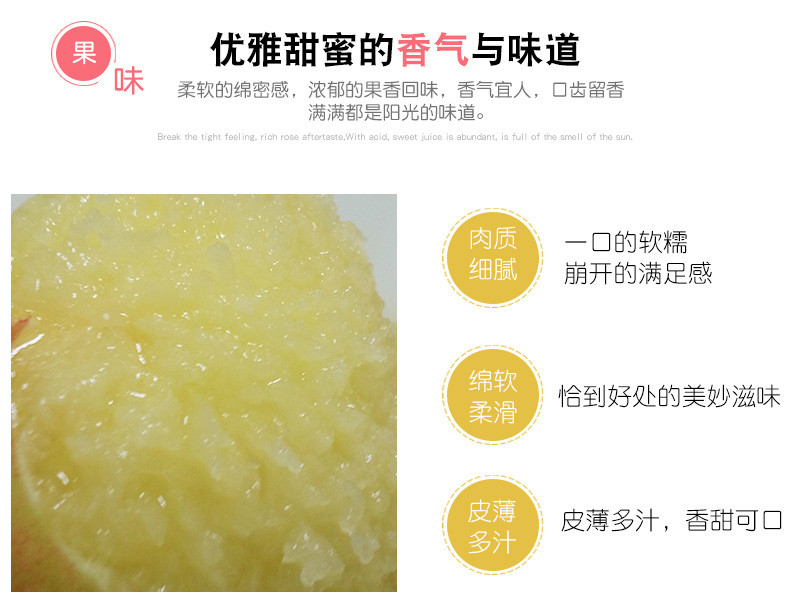 果
味
优雅甜蜜的香气与味道
柔软的绵密感，浓郁的果香回味，香气宜人，口齿留香
满满都是阳光的味道。
Break the tight feeling, rich rose aftertaste,With acid, sweet juice is abundant, is full of the smell of the sun.
肉质
细腻
一口的软糯
崩开的满足感
绵软
柔滑
恰到好处的美妙滋味
皮薄
多汁
皮薄多汁，香甜可口